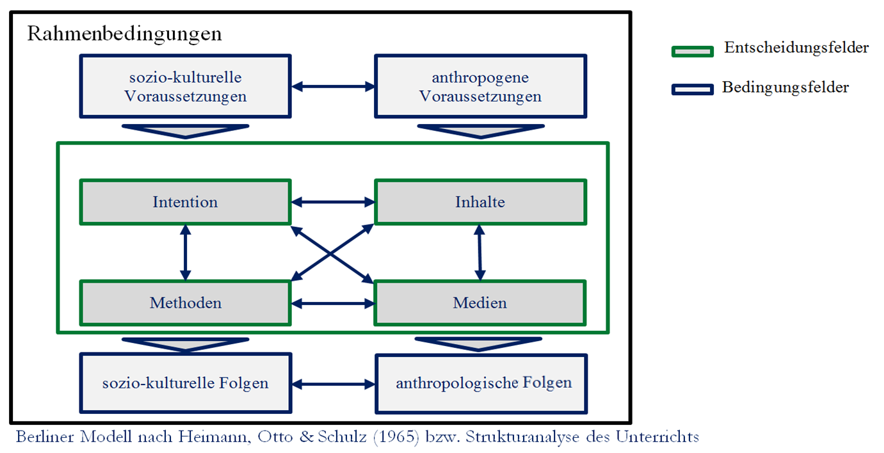 Rahmenbedingungen
Entscheidungsfelder
Bedingungsfelder
sozio-kulturelle
Voraussetzungen
anthropogene
Voraussetzungen
Intention
Inhalte
Methoden
Medien
sozio-kulturelle Folgen
anthropologische Folgen
Berliner Modell nach Heimann, Otto & Schulz (1965) bzw. Strukturanalyse des Unterrichts